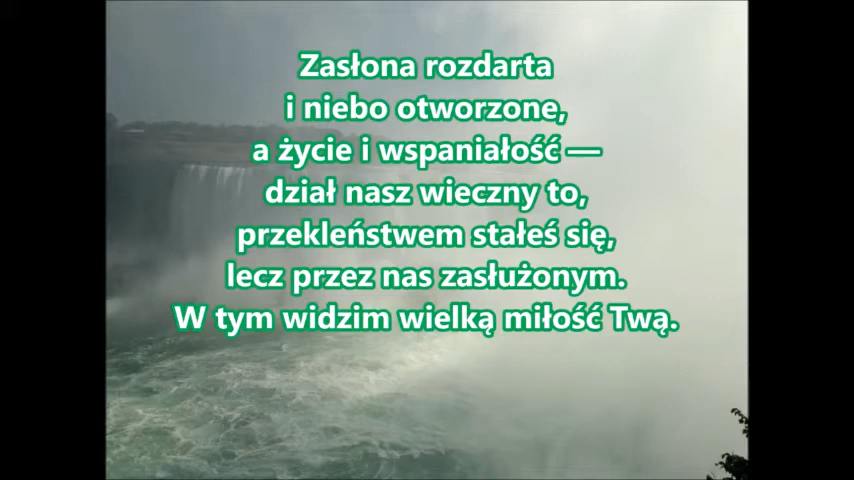 Zasłona rozdarta
i niebo otworzone,
a życie i wspaniałość —
dział nasz wieczny to,
przekleństwem stałeś się,
lecz przez nas zasłużonym.
W tym widzim wielką miłość Twą.